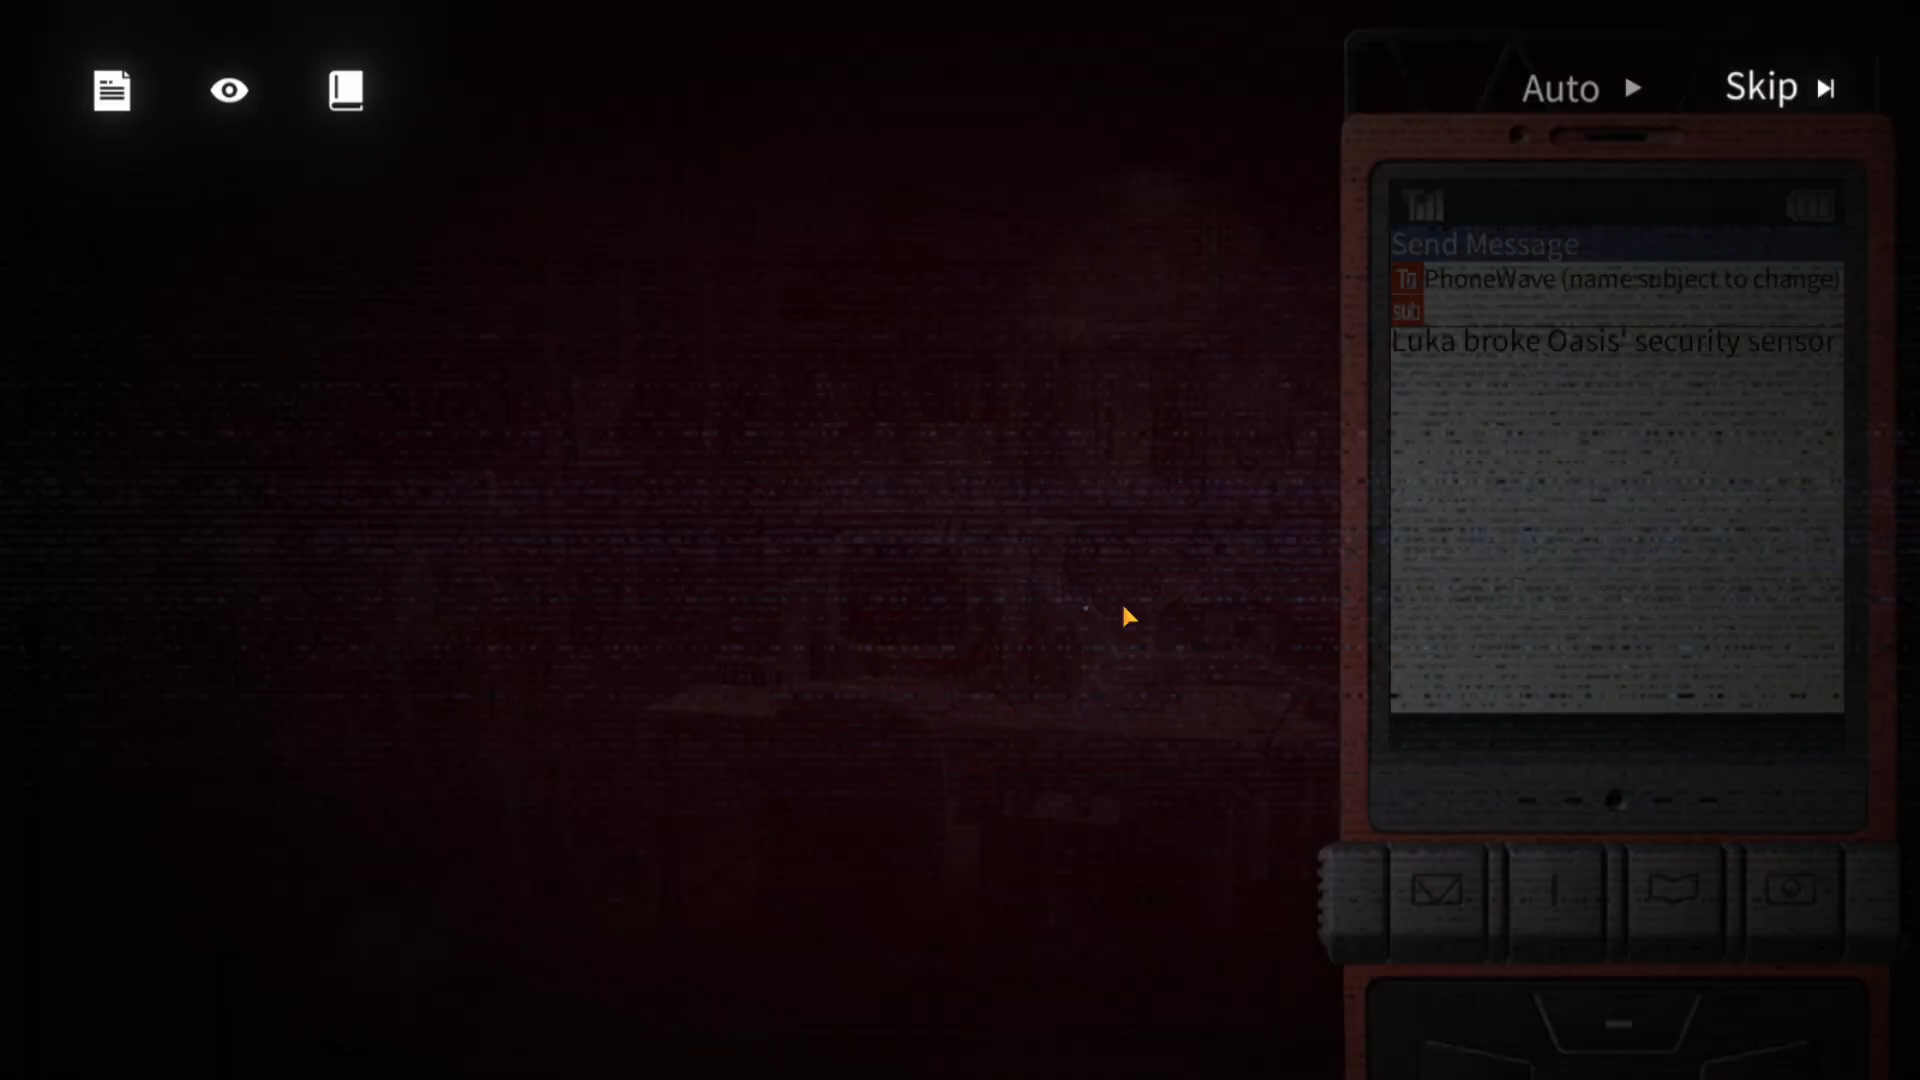 Auto
Skip
Send Message
To PhoneWave (name subject to change)
sub
Luka broke Oasis' security sensor